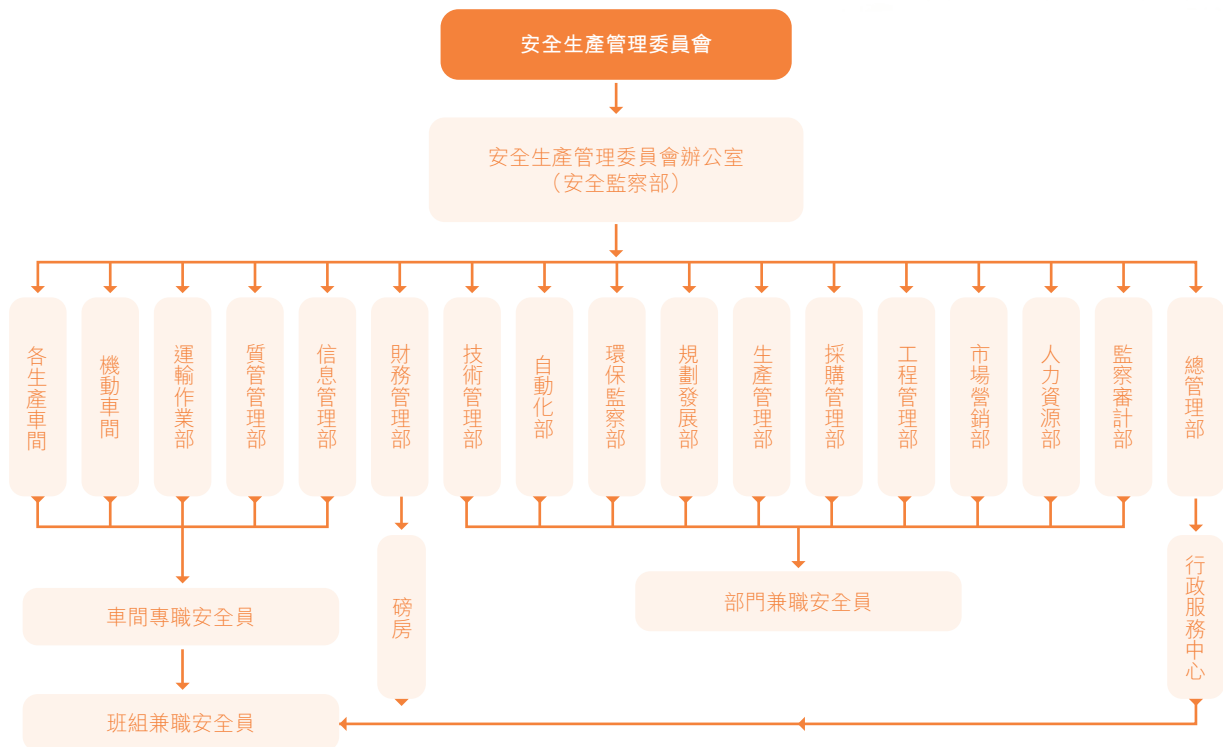 安全生產管理委員會
安全生產管理委員會辦公室
（安全監察部）
各生產車間
機動車間
運輸作業部
質管管理部
信息管理部
財務管理部
技術管理部
自動化部
環保監察部
規劃發展部
生產管理部
採購管理部
工程管理部
市場營銷部
人力資源部
監察審計部
總管理部
車間專職安全員
磅房
部門兼職安全員
行政服務中心
班組兼職安全員